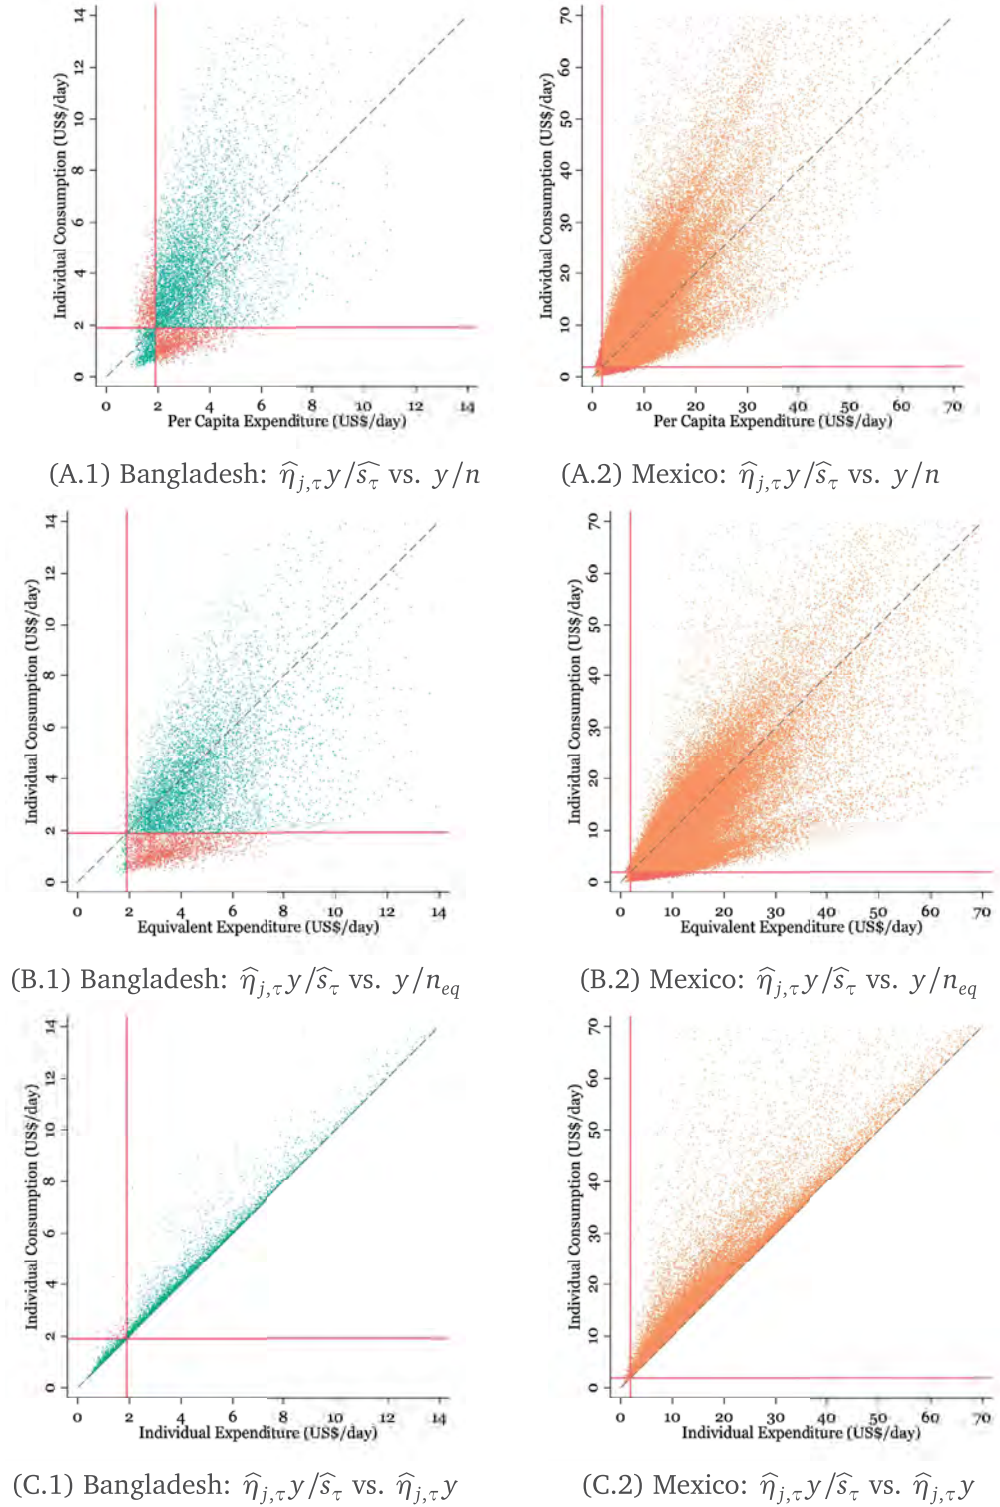 14
12
10
8
6
4
2
0
Individual Consumption (US$/day)
0 2 4 6 8 10 12 14
Per Capita Expenditure (US$/day)
70
60
50
40
30
20
10
0
Individual Consumption (US$/day)
0 10 20 30 40 50 60 70
Per Capita Expenditure (US$/day)
(A.1) Bangladesh: η̂j,τ y/ŝτ vs. y/n
(A.2) Mexico: η̂j,τ y/ŝτ vs. y/n
14
12
10
8
6
4
2
0
Individual Consumption (US$/day)
0 2 4 6 8 10 12 14
Equivalent Expenditure (US$/day)
70
60
50
40
30
20
10
0
Individual Consumption (US$/day)
0 10 20 30 40 50 60 70
Equivalent Expenditure (US$/day)
(B.1) Bangladesh: η̂j,τ y/ŝτ vs. y/neq
(B.2) Mexico: η̂j,τ y/ŝτ vs. y/neq
14
12
10
8
6
4
2
0
Individual Consumption (US$/day)
0 2 4 6 8 10 12 14
Individual Expenditure (US$/day)
70
60
50
40
30
20
10
0
Individual Consumption (US$/day)
0 10 20 30 40 50 60 70
Individual Expenditure (US$/day)
(C.1) Bangladesh: η̂j,τ y/ŝτ vs. η̂j,τ y
(C.2) Mexico: η̂j,τ y/ŝτ vs. η̂j,τ y